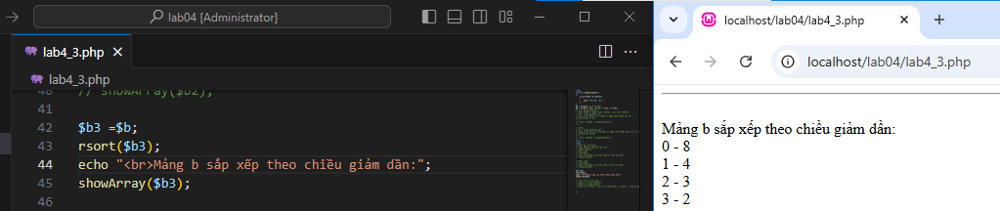 lab04 [Administrator]
lab4_3.php
lab4_3.php
40 // showArray($b2);
41
42 $b3 =$b;
43 rsort($b3);
44 echo "<br>Mảng b sắp xếp theo chiều giảm dần:";
45 showArray($b3);
46
localhost/lab04/lab4_3.php
localhost/lab04/lab4_3.php
Mảng b sắp xếp theo chiều giảm dần:
0 - 8
1 - 4
2 - 3
3 - 2